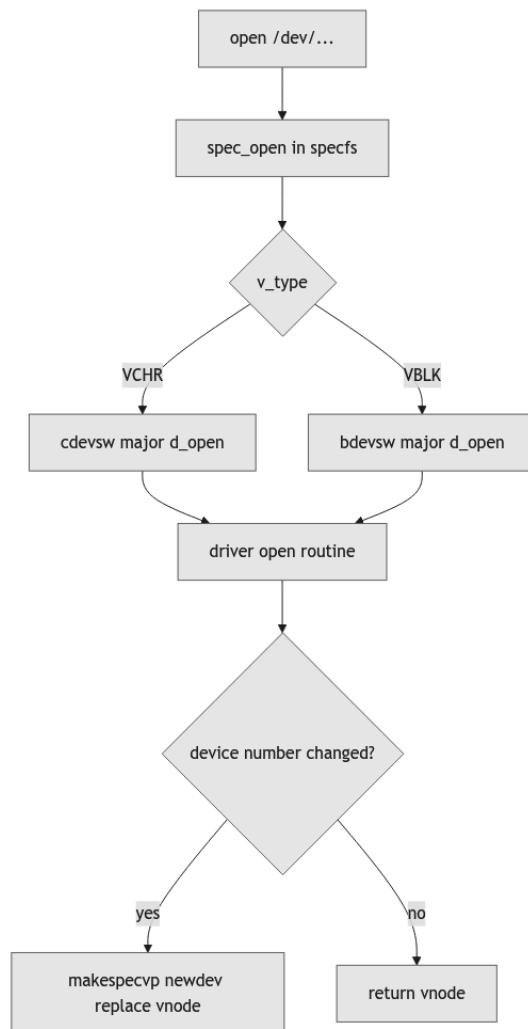 open /dev/...
spec_open in specfs
v_type
VCHR
VBLK
cdevsw major d_open
bdevsw major d_open
driver open routine
device number changed?
yes
no
makespecvp newdev
replace vnode
return vnode